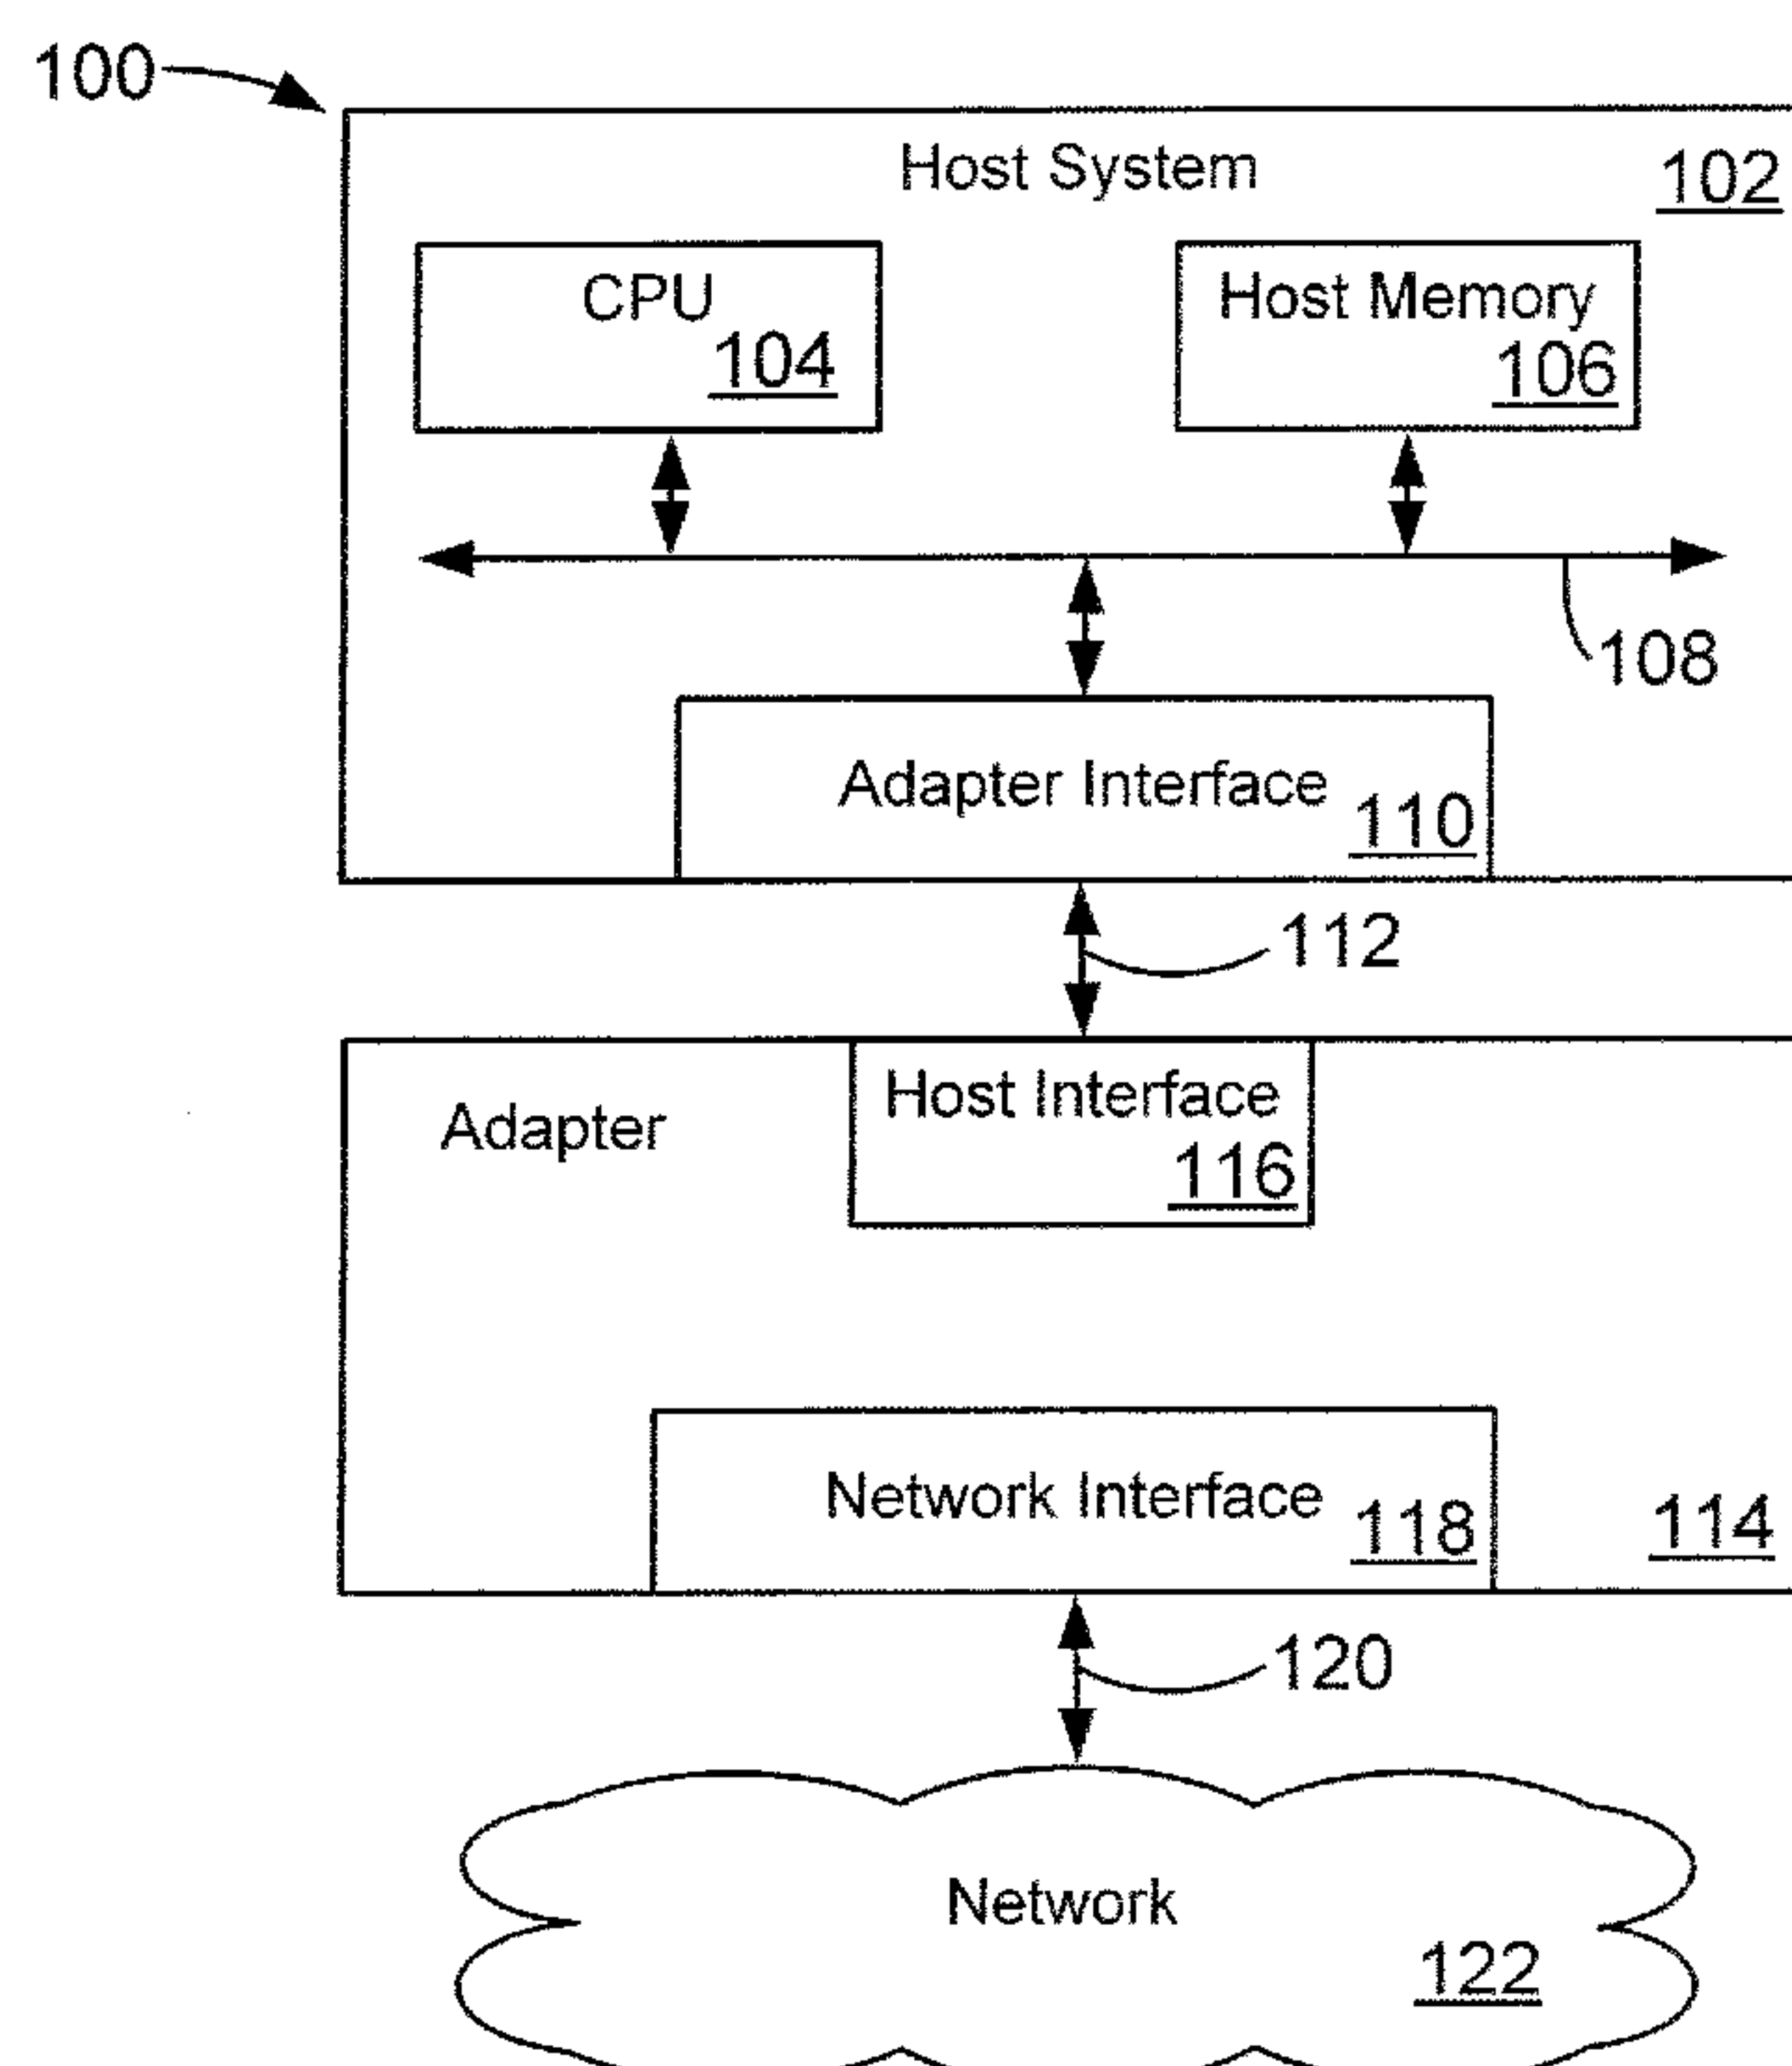 100
Host System
102
CPU
104
Host Memory
106
108
Adapter Interface
110
112
Adapter
Host Interface
116
Network Interface
118
114
120
Network
122